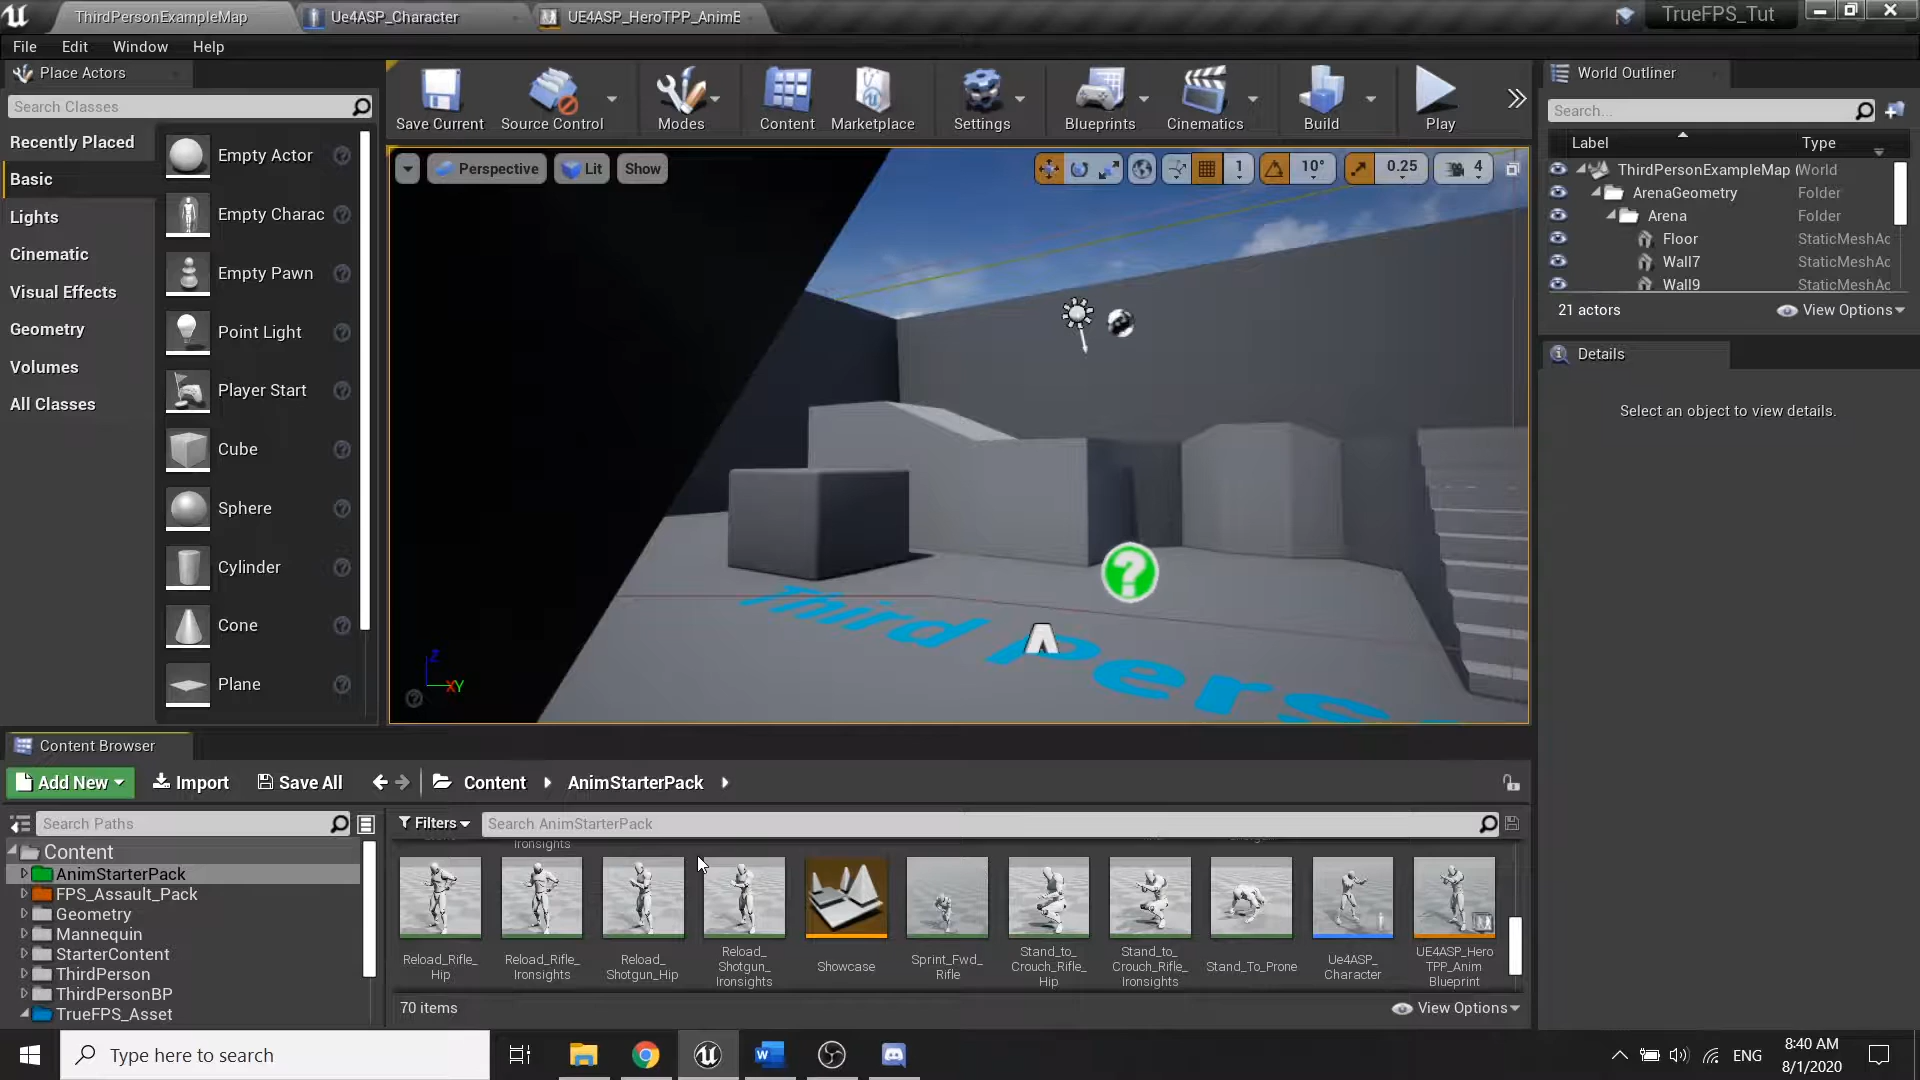 ThirdPersonExampleMap
Ue4ASP_Character
UE4ASP_HeroTPP_AnimB
TrueFPS_Tut
File
Edit
Window
Help
Place Actors
Search Classes
Recently Placed
Basic
Lights
Cinematic
Visual Effects
Geometry
Volumes
All Classes
Empty Actor
Empty Charac
Empty Pawn
Point Light
Player Start
Cube
Sphere
Cylinder
Cone
Plane
Save Current
Source Control
Modes
Content
Marketplace
Settings
Blueprints
Cinematics
Build
Play
Perspective
Lit
Show
1
10°
0.25
4
Third Pers
Z
X
Y
World Outliner
Search...
Label
Type
ThirdPersonExampleMap (
World
ArenaGeometry
Folder
Arena
Folder
Floor
StaticMeshAc
Wall7
StaticMeshAc
Wall9
StaticMeshAc
21 actors
View Options
Details
Select an object to view details.
Content Browser
Add New
Import
Save All
Content
AnimStarterPack
Search Paths
Content
AnimStarterPack
FPS_Assault_Pack
Geometry
Mannequin
StarterContent
ThirdPerson
ThirdPersonBP
TrueFPS_Asset
Filters
Search AnimStarterPack
Ironsights
Reload_Rifle_
Hip
Reload_Rifle_
Ironsights
Reload_
Shotgun_Hip
Reload_
Shotgun_
Ironsights
Showcase
Sprint_Fwd_
Rifle
Stand_to_
Crouch_Rifle_
Hip
Stand_to_
Crouch_Rifle_
Ironsights
Stand_To_Prone
Ue4ASP_
Character
UE4ASP_Hero
TPP_Anim
Blueprint
70 items
View Options
Type here to search
ENG
8:40 AM
8/1/2020